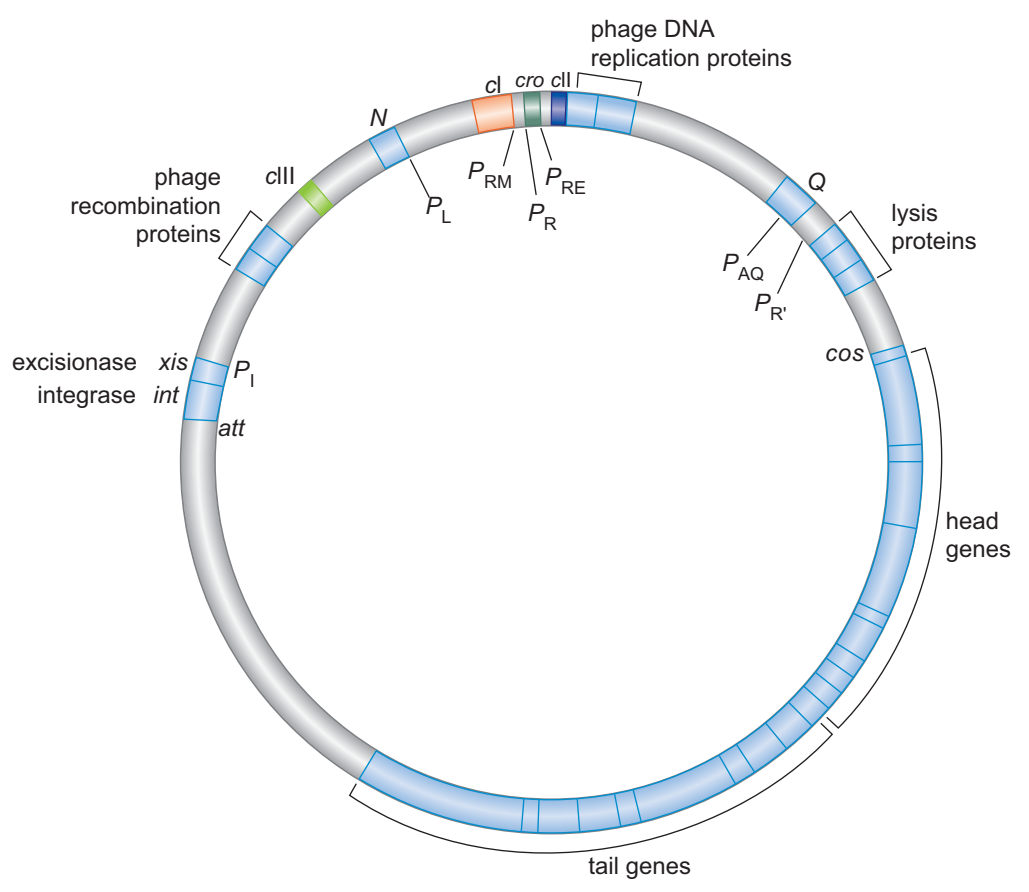 phage DNA
replication proteins
cI
cro
cII
N
PRM
PRE
PR
PL
cIII
phage
recombination
proteins
Q
lysis
proteins
PAQ
PR'
cos
excisionase xis
PI
integrase int
att
head
genes
tail genes